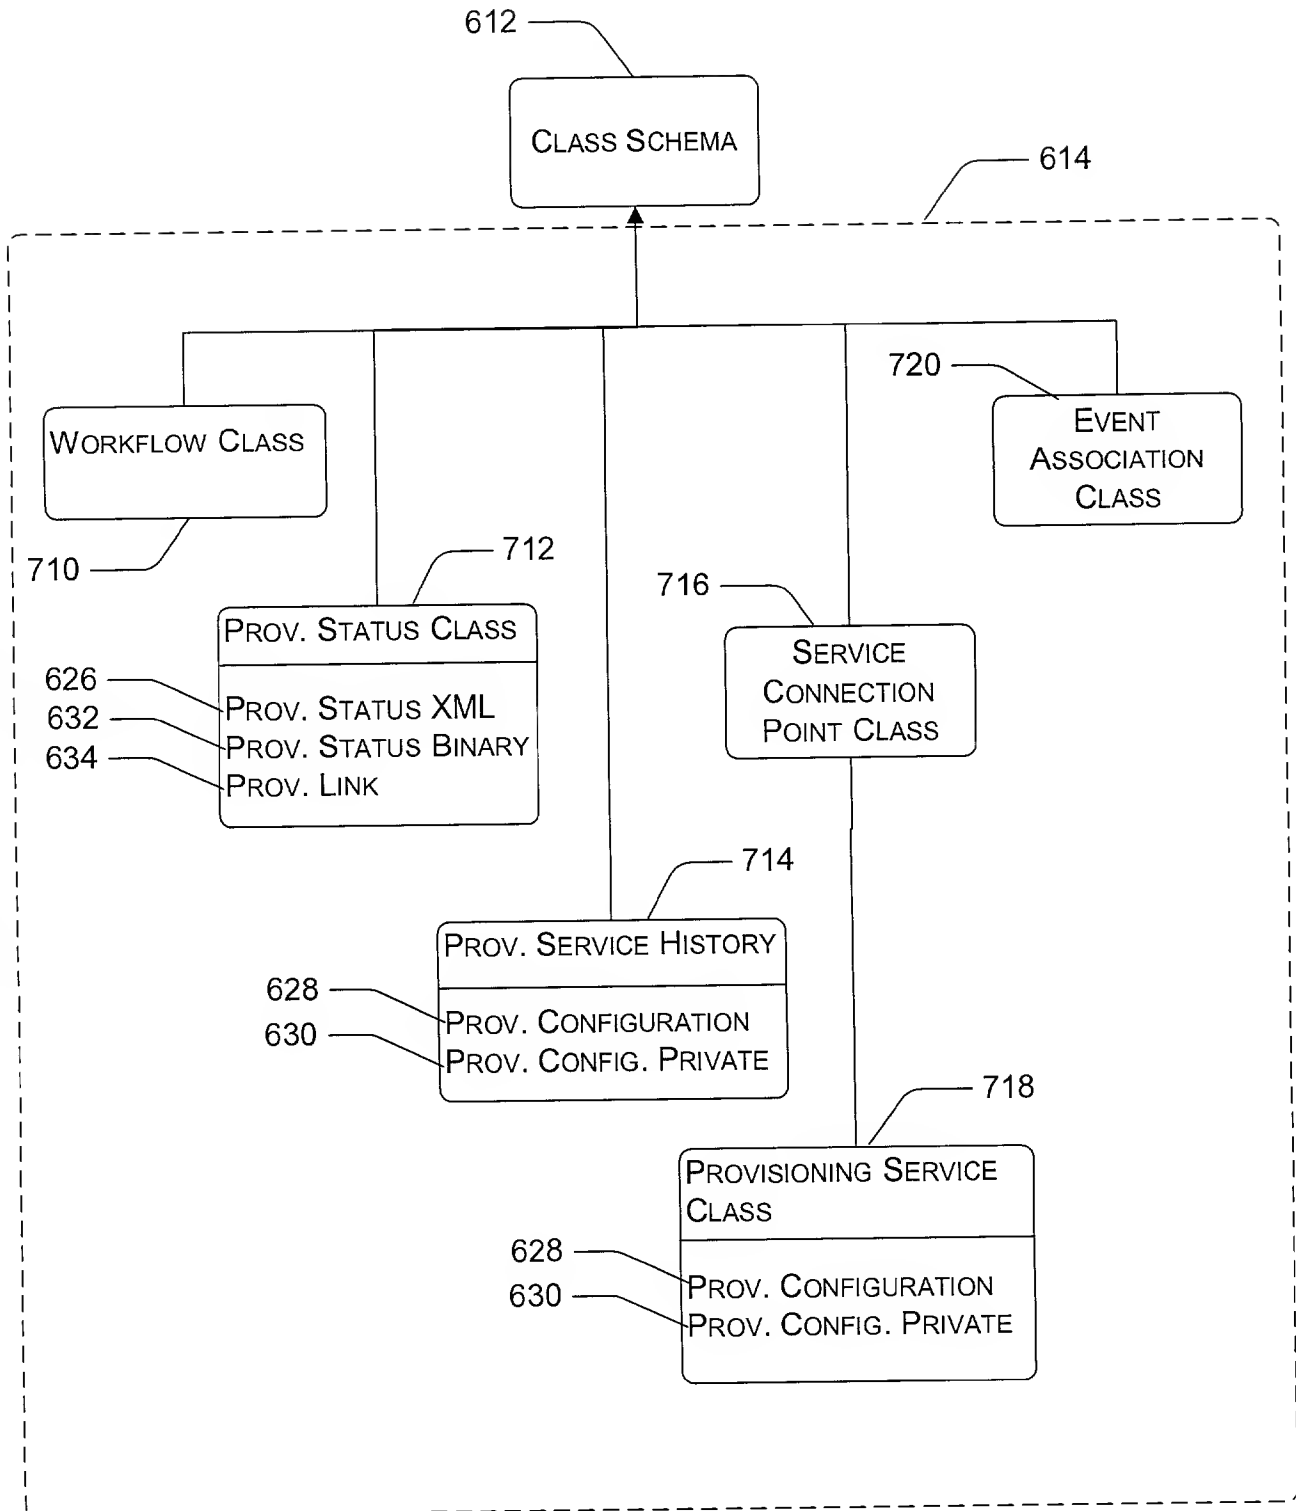 612
CLASS SCHEMA
614
720
EVENT
ASSOCIATION
CLASS
WORKFLOW CLASS
710
712
PROV. STATUS CLASS
626
PROV. STATUS XML
632
PROV. STATUS BINARY
634
PROV. LINK
716
SERVICE
CONNECTION
POINT CLASS
714
PROV. SERVICE HISTORY
628
PROV. CONFIGURATION
630
PROV. CONFIG. PRIVATE
718
PROVISIONING SERVICE
CLASS
628
PROV. CONFIGURATION
630
PROV. CONFIG. PRIVATE